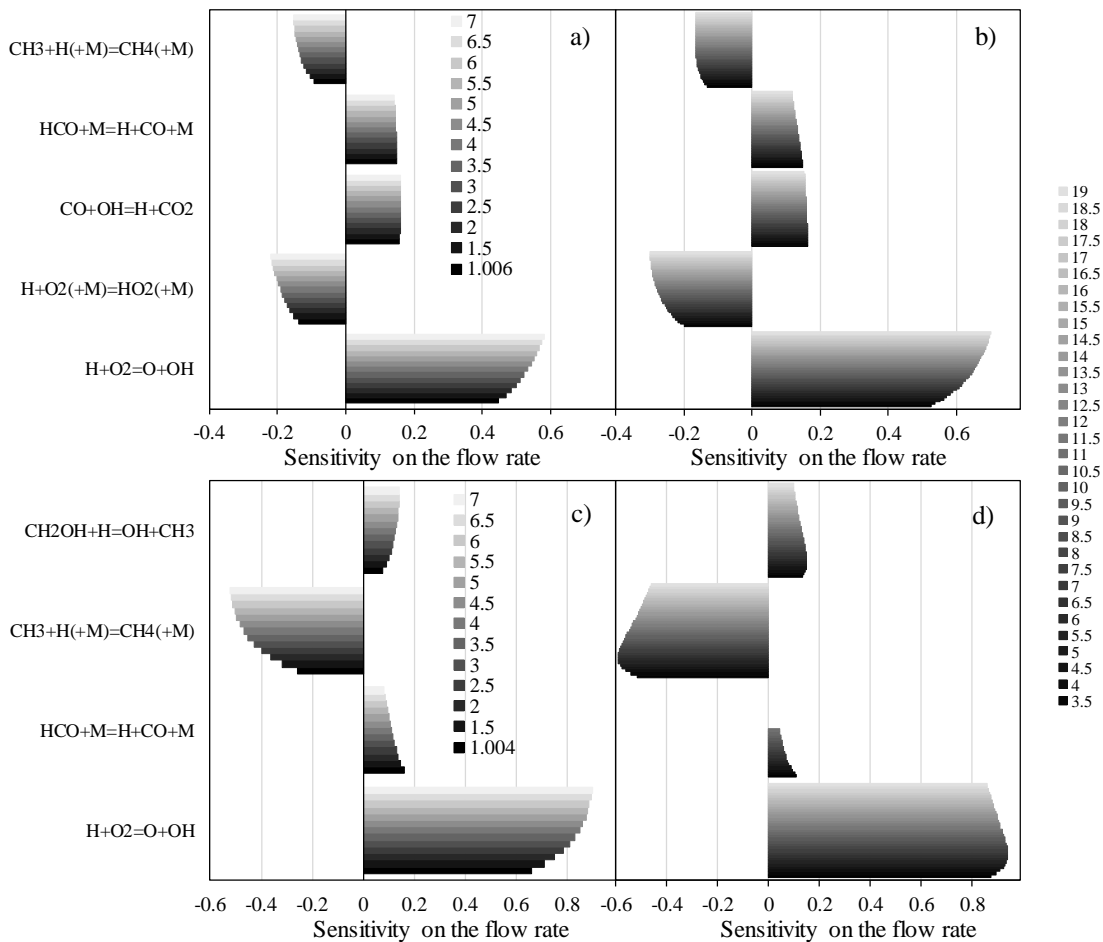 a)
7
6.5
6
5.5
5
4.5
4
3.5
3
2.5
2
1.5
1.006
CH3+H(+M)=CH4(+M)
HCO+M=H+CO+M
CO+OH=H+CO2
H+O2(+M)=HO2(+M)
H+O2=O+OH
-0.4 -0.2 0 0.2 0.4 0.6
Sensitivity on the flow rate
b)
-0.4 -0.2 0 0.2 0.4 0.6
Sensitivity on the flow rate
c)
7
6.5
6
5.5
5
4.5
4
3.5
3
2.5
2
1.5
1.004
CH2OH+H=OH+CH3
CH3+H(+M)=CH4(+M)
HCO+M=H+CO+M
H+O2=O+OH
-0.6 -0.4 -0.2 0 0.2 0.4 0.6 0.8
Sensitivity on the flow rate
d)
-0.6 -0.4 -0.2 0 0.2 0.4 0.6 0.8
Sensitivity on the flow rate
19
18.5
18
17.5
17
16.5
16
15.5
15
14.5
14
13.5
13
12.5
12
11.5
11
10.5
10
9.5
9
8.5
8
7.5
7
6.5
6
5.5
5
4.5
4
3.5